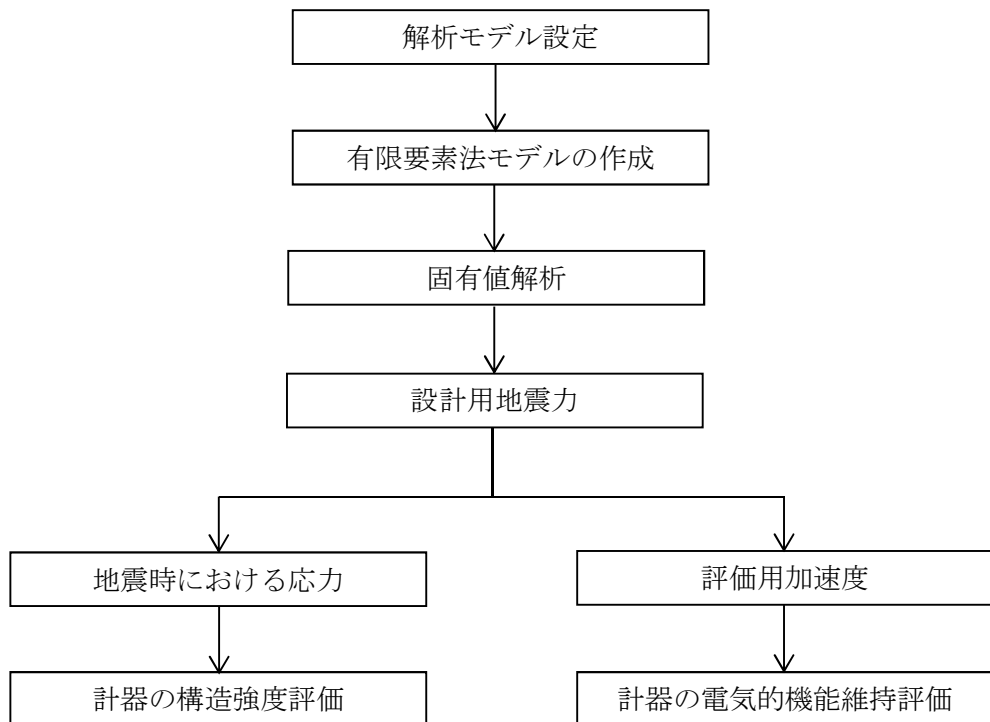 解析モデル設定
有限要素法モデルの作成
固有値解析
設計用地震力
地震時における応力
評価用加速度
計器の構造強度評価
計器の電気的機能維持評価